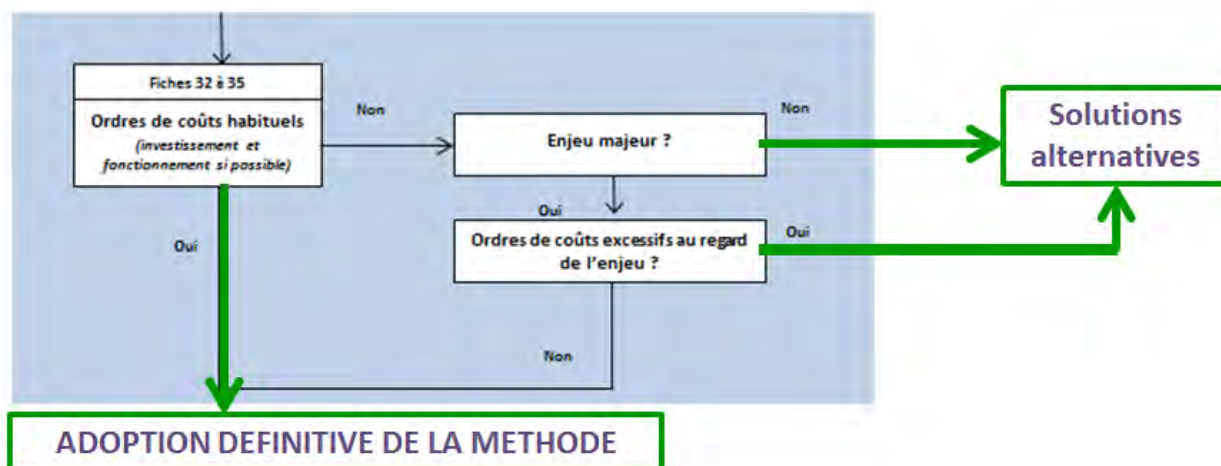 Fiches 32 à 35
Ordres de coûts habituels
(investissement et
fonctionnement si possible)
Non
Enjeu majeur ?
Non
Solutions
alternatives
Oui
Oui
Ordres de coûts excessifs au regard
de l'enjeu ?
Oui
Non
ADOPTION DEFINITIVE DE LA METHODE